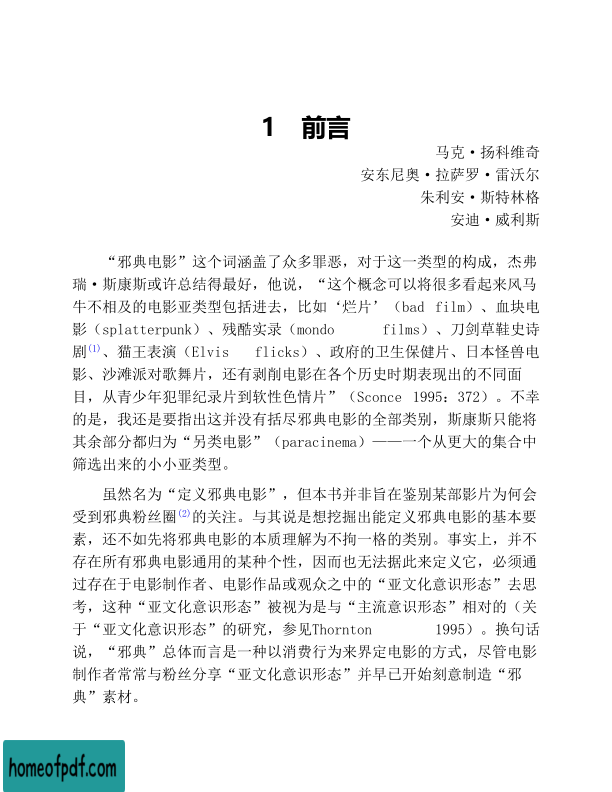 1 前言
马克·扬科维奇
安东尼奥·拉萨罗·雷沃尔
朱利安·斯特林格
安迪·威利斯
“邪典电影”这个词涵盖了众多罪恶，对于这一类型的构成，杰弗
瑞·斯康斯或许总结得最好，他说，“这个概念可以将很多看起来风马
牛不相及的电影亚类型包括进去，比如‘烂片’（bad film）、血块电
影（splatterpunk）、残酷实录（mondo films）、刀剑草鞋史诗
剧(1)、猫王表演（Elvis flicks）、政府的卫生保健片、日本怪兽电
影、沙滩派对歌舞片，还有剥削电影在各个历史时期表现出的不同面
目，从青少年犯罪纪录片到软性色情片”（Sconce 1995：372）。不幸
的是，我还是要指出这并没有括尽邪典电影的全部类别，斯康斯只能将
其余部分都归为“另类电影”（paracinema）——一个从更大的集合中
筛选出来的小小亚类型。
虽然名为“定义邪典电影”，但本书并非旨在鉴别某部影片为何会
受到邪典粉丝圈(2)的关注。与其说是想挖掘出能定义邪典电影的基本要
素，还不如先将邪典电影的本质理解为不拘一格的类别。事实上，并不
存在所有邪典电影通用的某种个性，因而也无法据此来定义它，必须通
过存在于电影制作者、电影作品或观众之中的“亚文化意识形态”去思
考，这种“亚文化意识形态”被视为是与“主流意识形态”相对的（关
于“亚文化意识形态”的研究，参见Thornton 1995）。换句话
说，“邪典”总体而言是一种以消费行为来界定电影的方式，尽管电影
制作者常常与粉丝分享“亚文化意识形态”并早已开始刻意制造“邪
典”素材。
homeofpdf.com